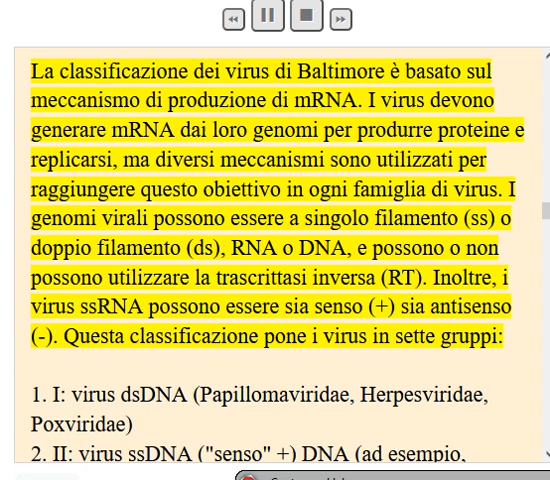 La classificazione dei virus di Baltimore è basato sul
meccanismo di produzione di mRNA. I virus devono
generare mRNA dai loro genomi per produrre proteine e
replicarsi, ma diversi meccanismi sono utilizzati per
raggiungere questo obiettivo in ogni famiglia di virus. I
genomi virali possono essere a singolo filamento (ss) o
doppio filamento (ds), RNA o DNA, e possono o non
possono utilizzare la trascrittasi inversa (RT). Inoltre, i
virus ssRNA possono essere sia senso (+) sia antisenso
(-). Questa classificazione pone i virus in sette gruppi:
1. I: virus dsDNA (Papillomaviridae, Herpesviridae,
Poxviridae)
2. II: virus ssDNA ("senso" +) DNA (ad esempio,